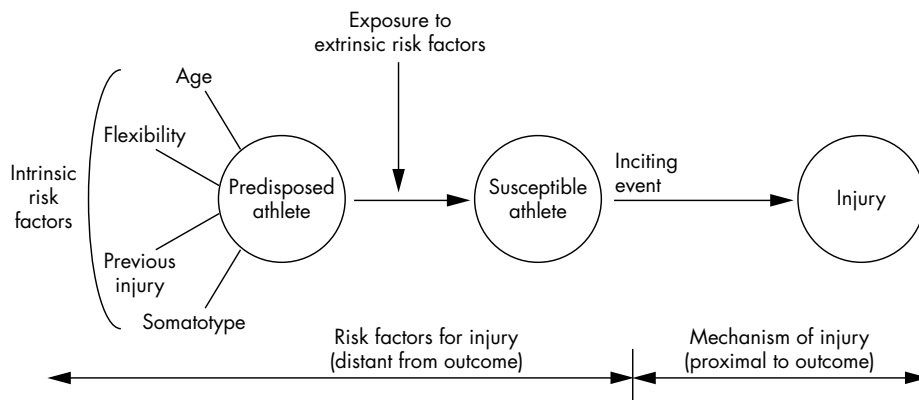 Exposure to
extrinsic risk factors
Age
Flexibility
Intrinsic
risk
factors
Previous
injury
Somatotype
Predisposed
athlete
Susceptible
athlete
Inciting
event
Injury
Risk factors for injury
(distant from outcome)
Mechanism of injury
(proximal to outcome)